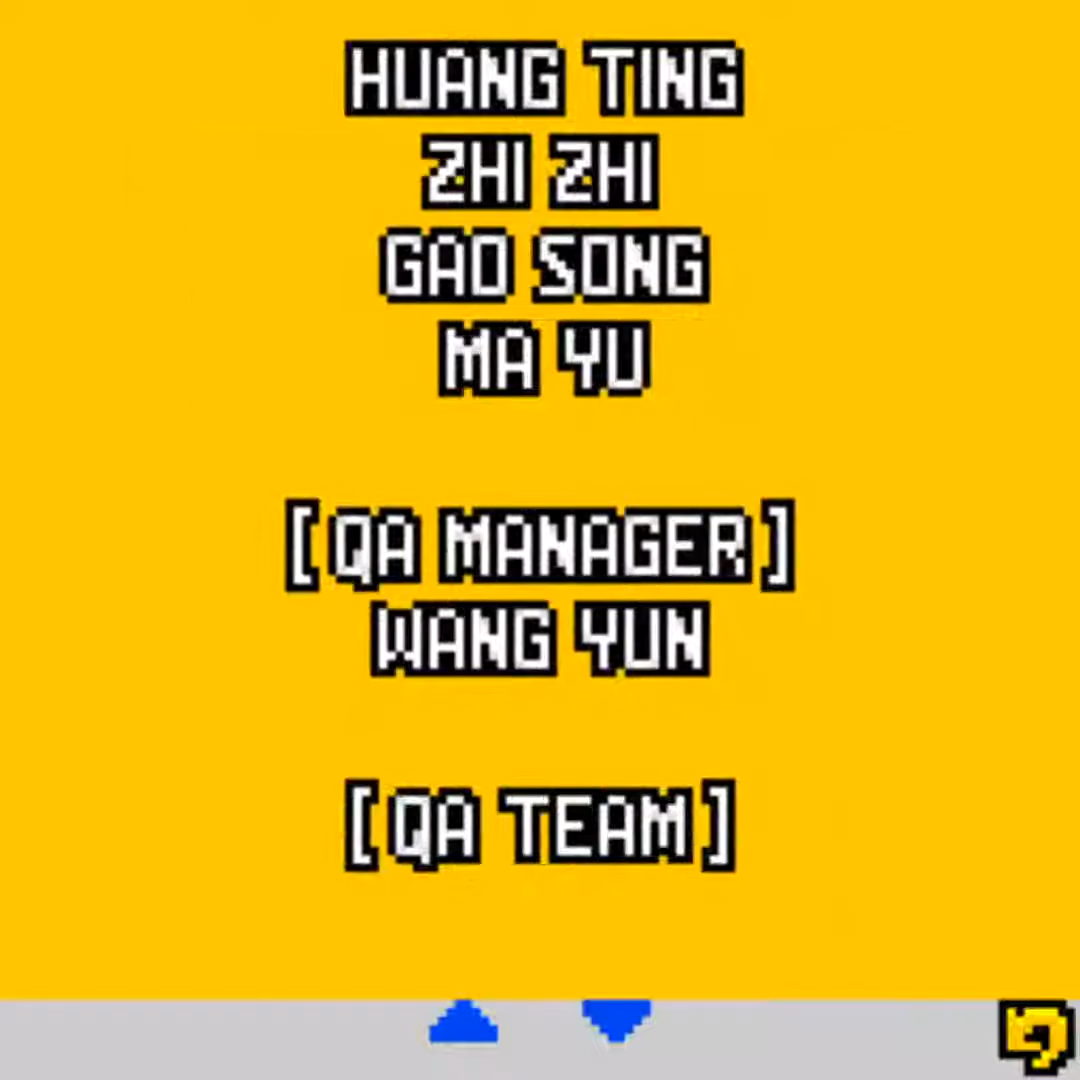 HUANG TING
ZHI ZHI
GAO SONG
MA YU
[QA MANAGER]
WANG YUN
[QA TEAM]